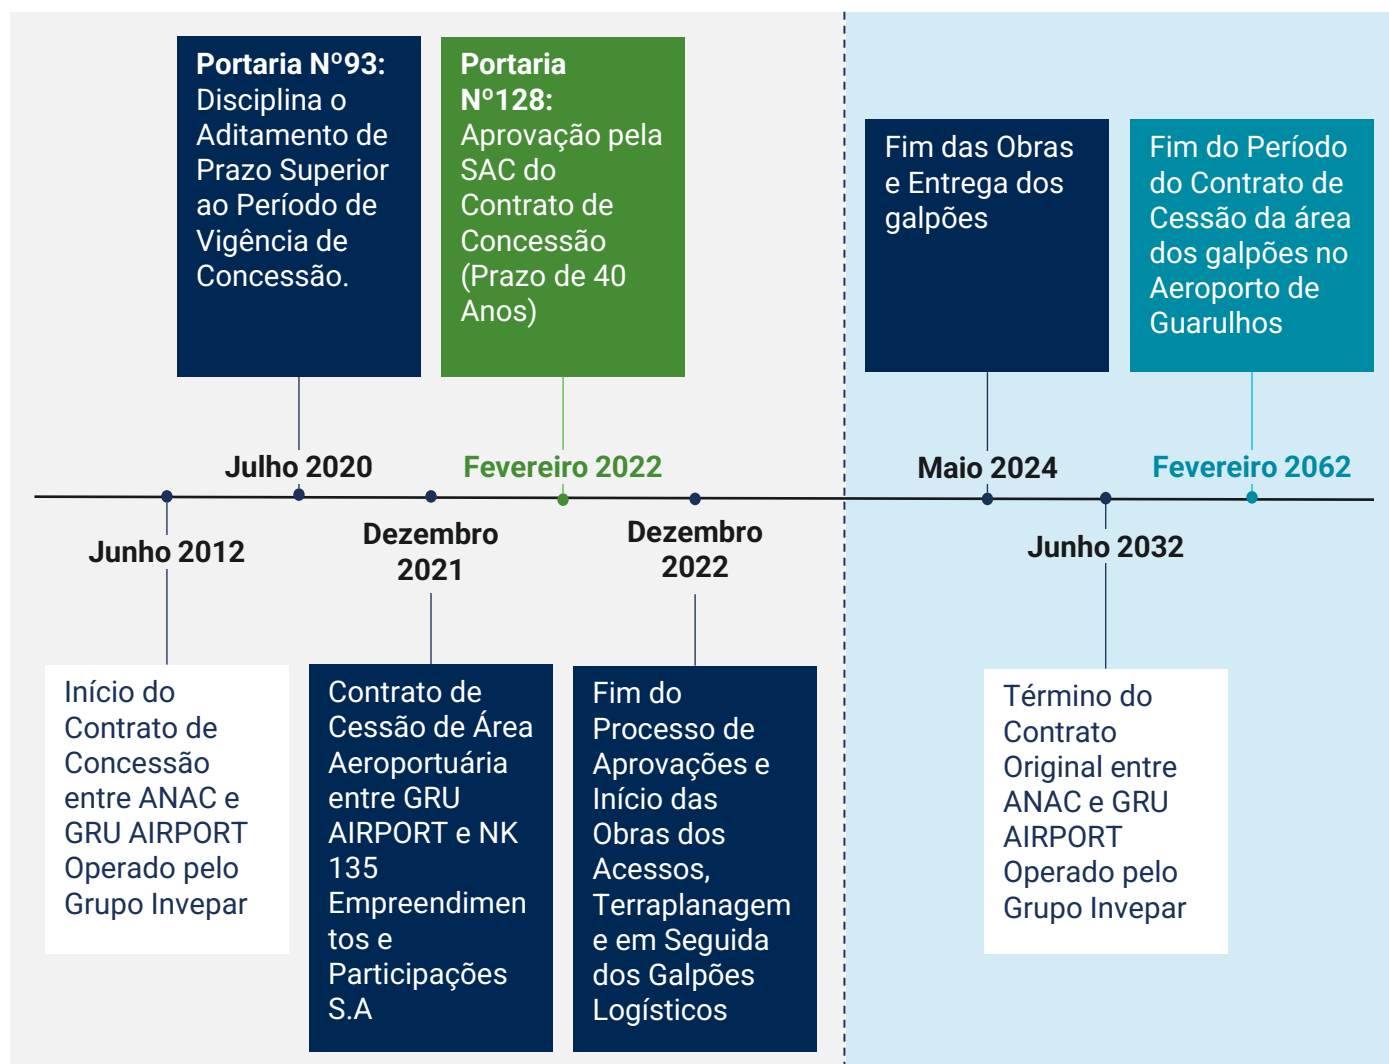 Portaria Nº93:
Disciplina o
Aditamento de
Prazo Superior
ao Período de
Vigência de
Concessão.
Portaria
Nº128:
Aprovação pela
SAC do
Contrato de
Concessão
(Prazo de 40
Anos)
Fim das Obras
e Entrega dos
galpões
Fim do Período
do Contrato de
Cessão da área
dos galpões no
Aeroporto de
Guarulhos
Julho 2020
Fevereiro 2022
Maio 2024
Fevereiro 2062
Junho 2012
Dezembro
2021
Dezembro
2022
Junho 2032
Início do
Contrato de
Concessão
entre ANAC e
GRU AIRPORT
Operado pelo
Grupo Invepar
Contrato de
Cessão de Área
Aeroportuária
entre GRU
AIRPORT e NK
135
Empreendimen
tos e
Participações
S.A
Fim do
Processo de
Aprovações e
Início das
Obras dos
Acessos,
Terraplanagem
e em Seguida
dos Galpões
Logísticos
Término do
Contrato
Original entre
ANAC e GRU
AIRPORT
Operado pelo
Grupo Invepar